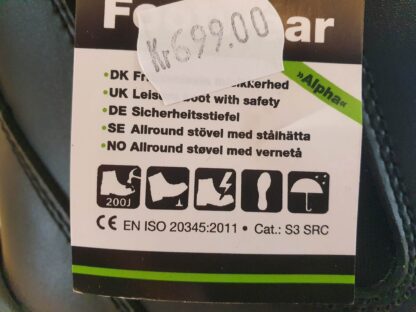 Kr699.00
ar
»Alpha«
•DK
•UK Leis boot with safety
•DE Sicherheitsstiefel
•SE Allround stövel med stålhätta
•NO Allround støvel med vernetå
200J
CE EN ISO 20345:2011 • Cat.: S3 SRC